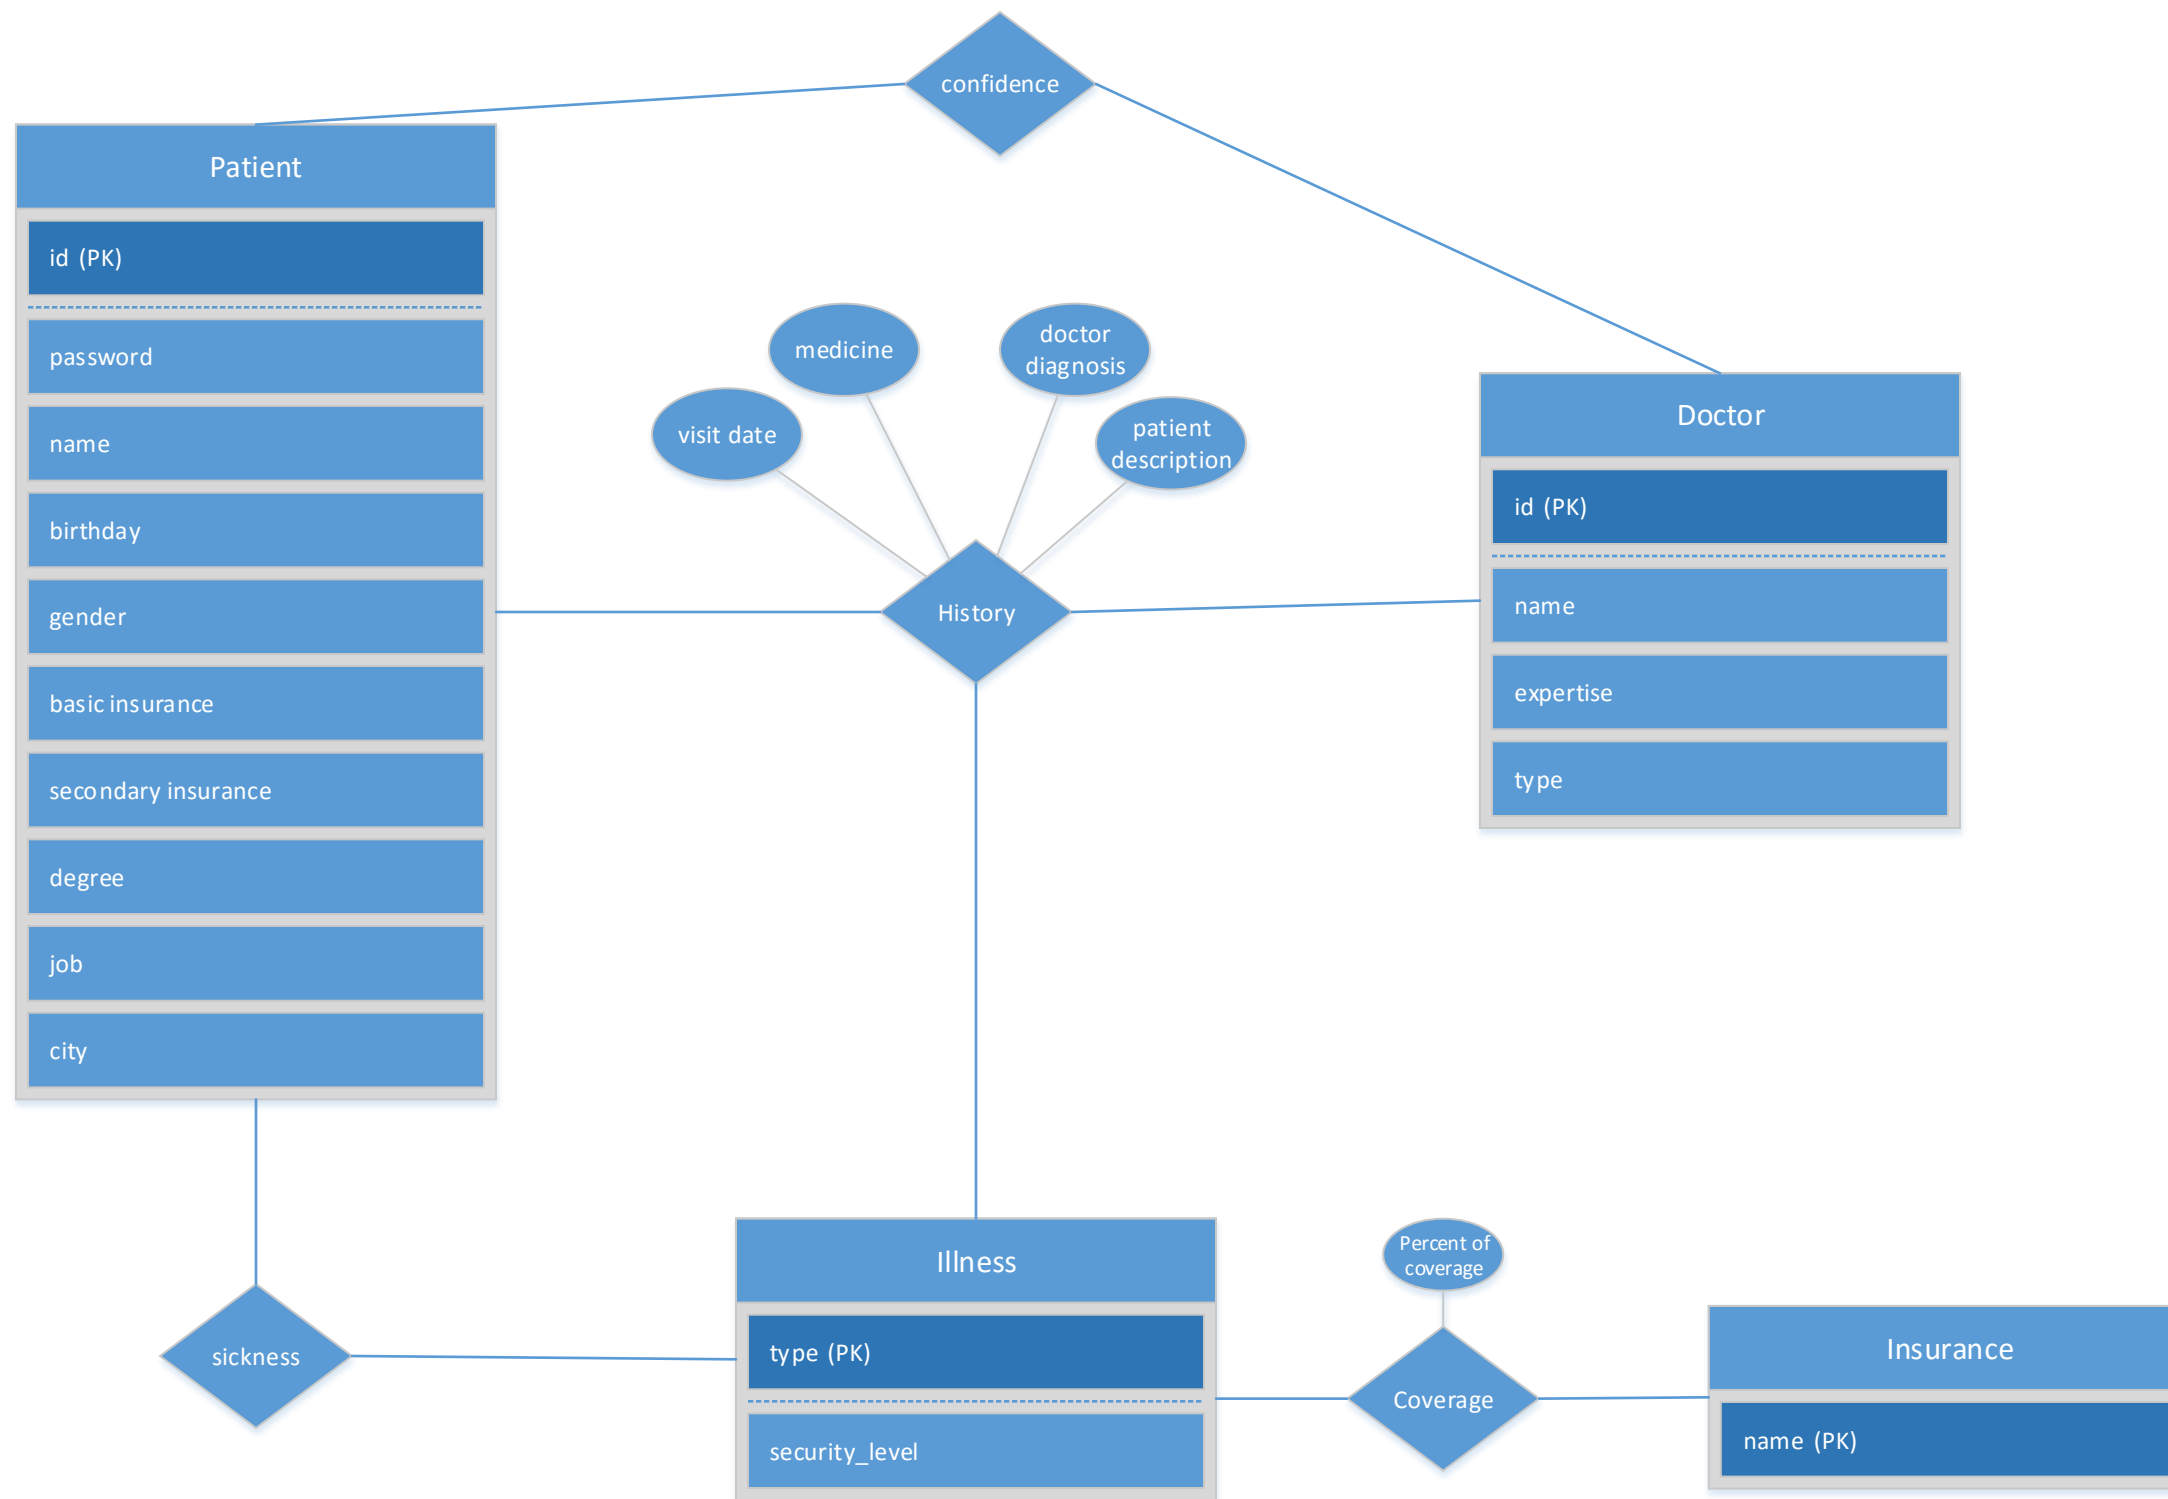 confidence
Patient
id (PK)
password
name
birthday
gender
basic insurance
secondary insurance
degree
job
city
visit date
medicine
doctor
diagnosis
patient
description
History
Doctor
id (PK)
name
expertise
type
sickness
Illness
type (PK)
security_level
Percent of
coverage
Coverage
Insurance
name (PK)